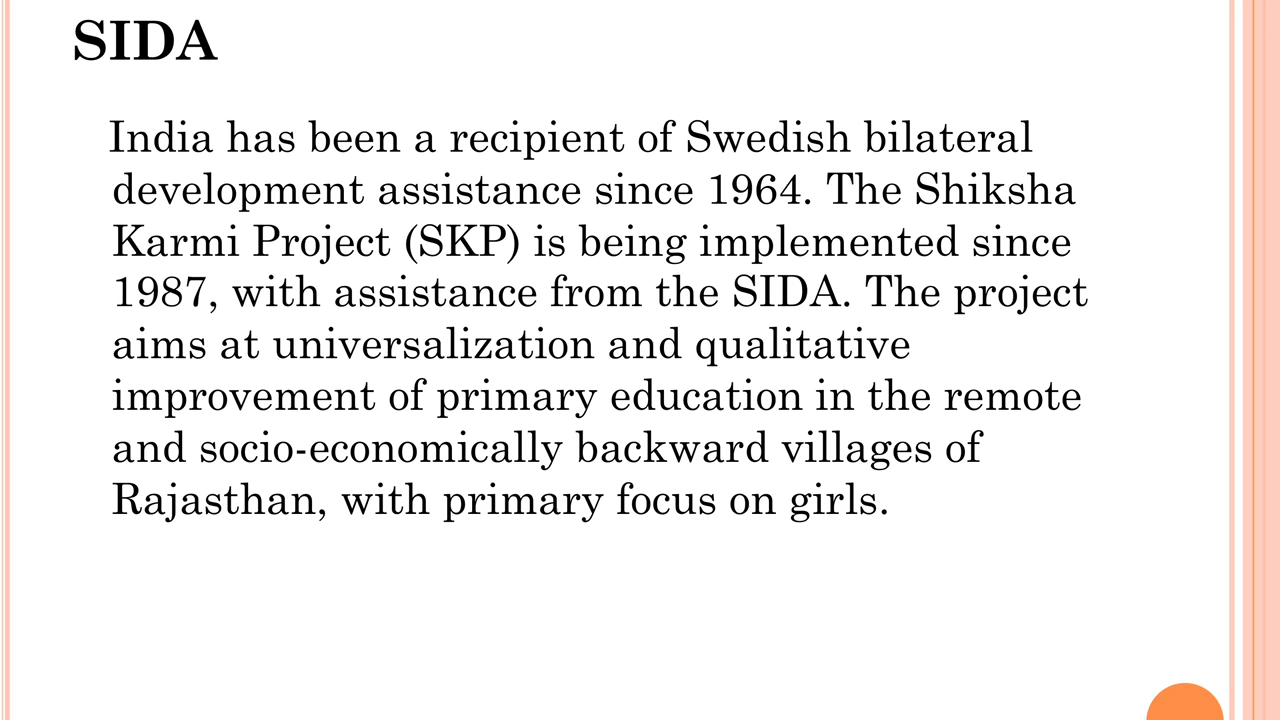 SIDA
India has been a recipient of Swedish bilateral
development assistance since 1964. The Shiksha
Karmi Project (SKP) is being implemented since
1987, with assistance from the SIDA. The project
aims at universalization and qualitative
improvement of primary education in the remote
and socio-economically backward villages of
Rajasthan, with primary focus on girls.